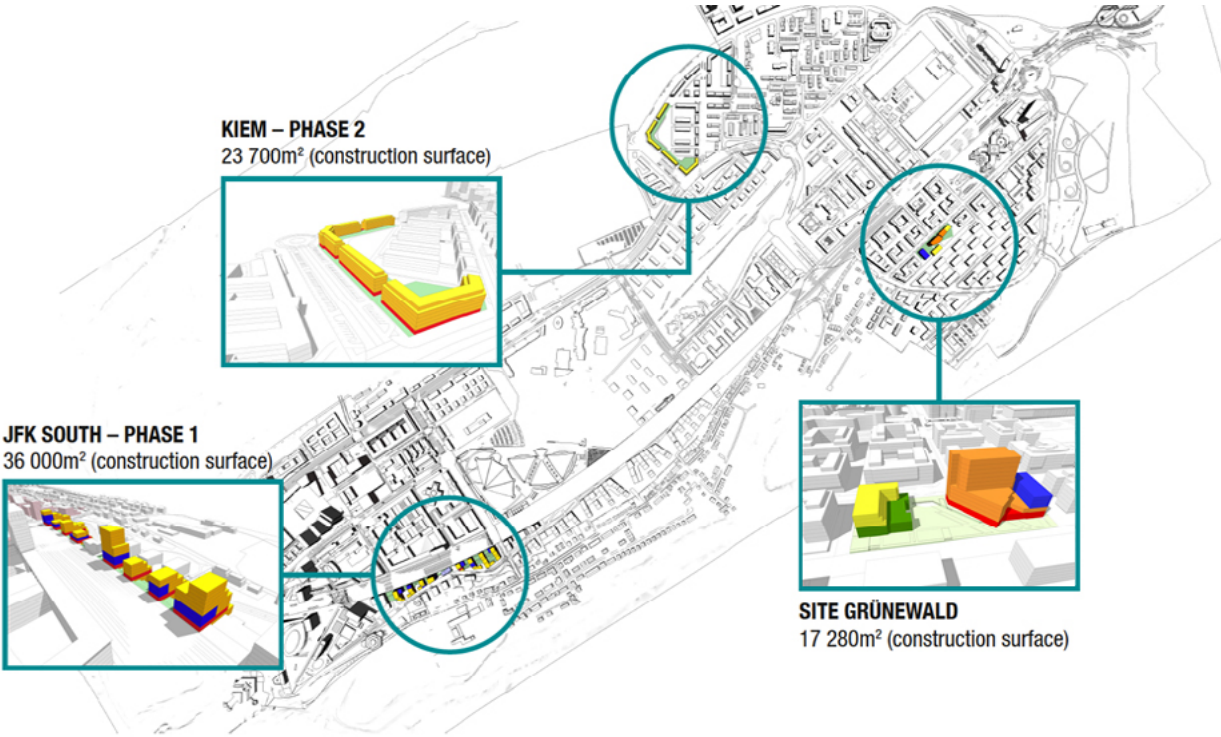 KIEM – PHASE 2
23 700m² (construction surface)
JFK SOUTH – PHASE 1
36 000m² (construction surface)
SITE GRÜNEWALD
17 280m² (construction surface)